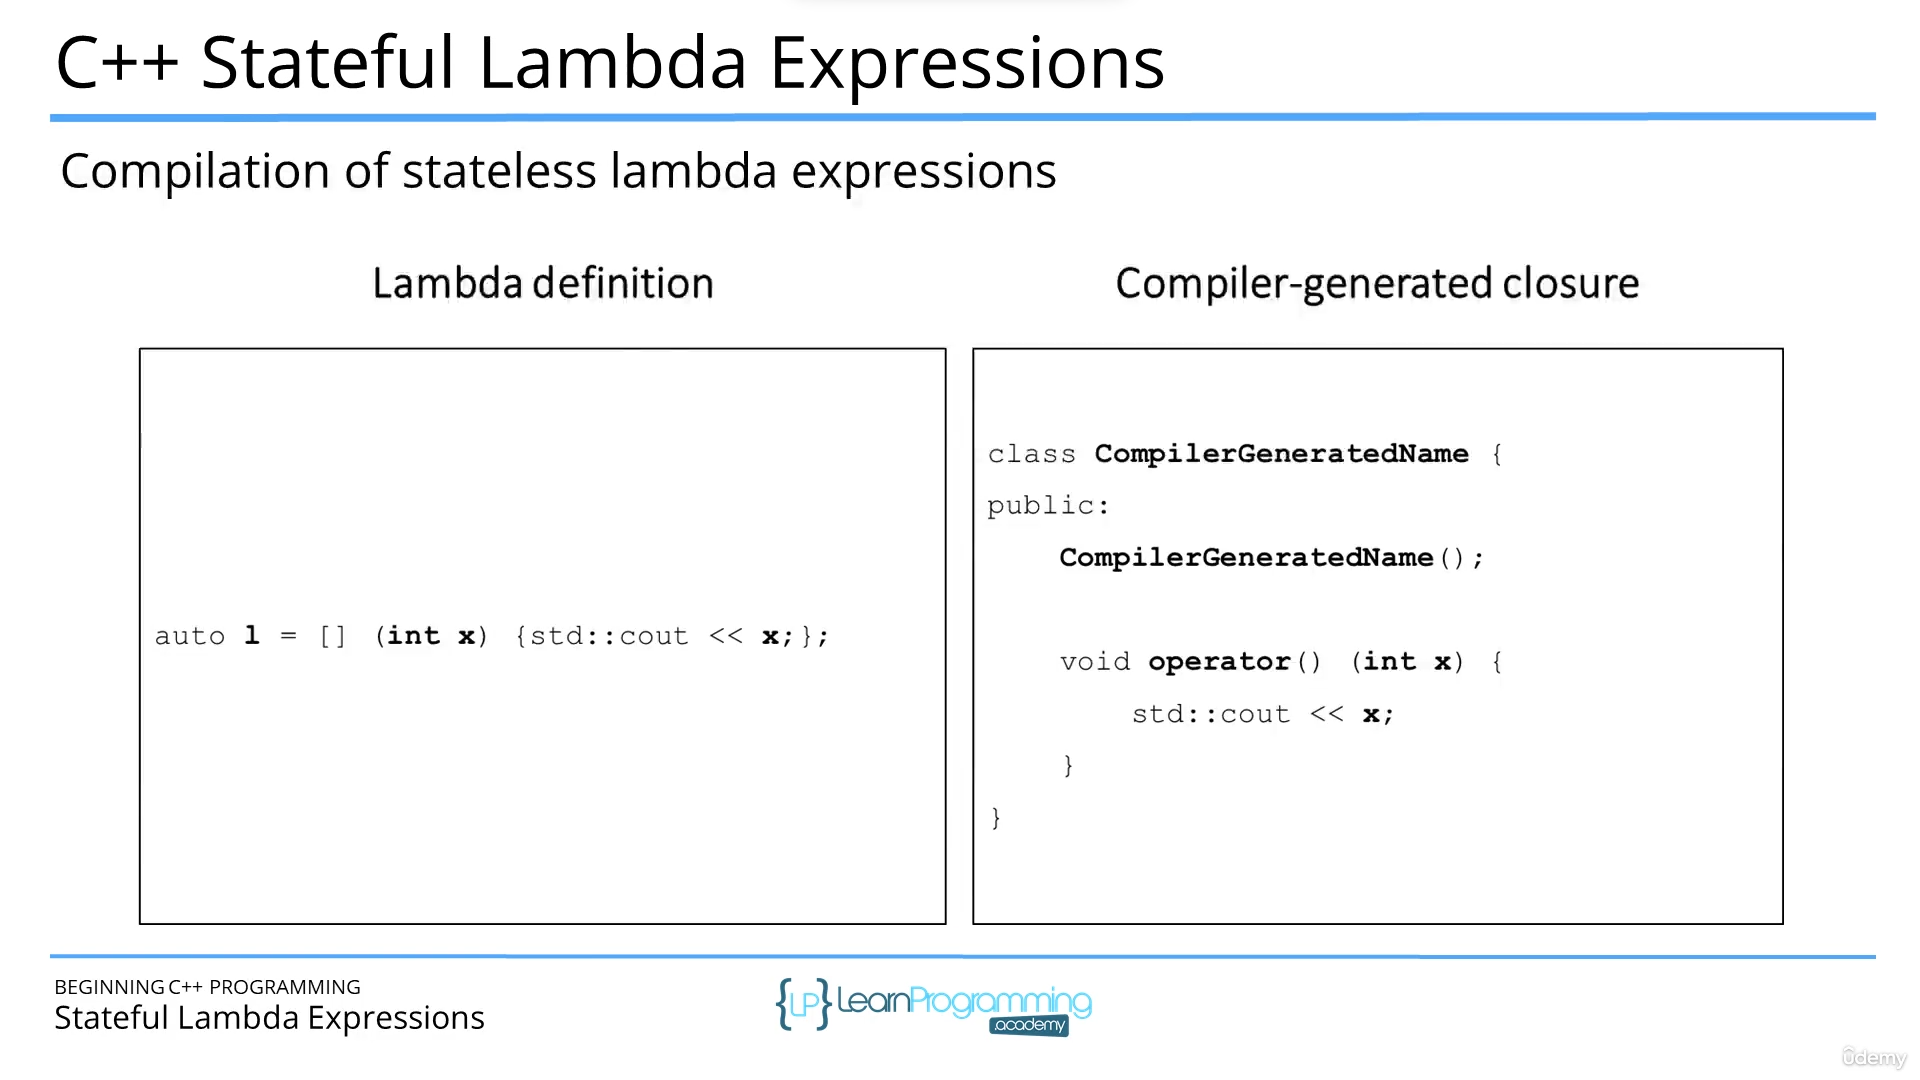 C++ Stateful Lambda Expressions
Compilation of stateless lambda expressions
Lambda definition
auto l = [] (int x) {std::cout << x;};
Compiler-generated closure
class CompilerGeneratedName {
public:
CompilerGeneratedName();
void operator() (int x) {
std::cout << x;
}
}
BEGINNING C++ PROGRAMMING
Stateful Lambda Expressions
{LP} LearnProgramming
academy
ûdemy